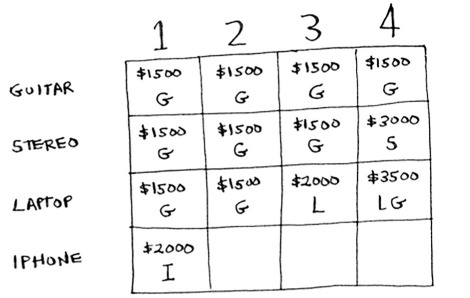 1 2 3 4
GUITAR $1500 G $1500 G $1500 G $1500 G
STEREO $1500 G $1500 G $1500 G $3000 S
LAPTOP $1500 G $1500 G $2000 L $3500 LG
IPHONE $2000 I